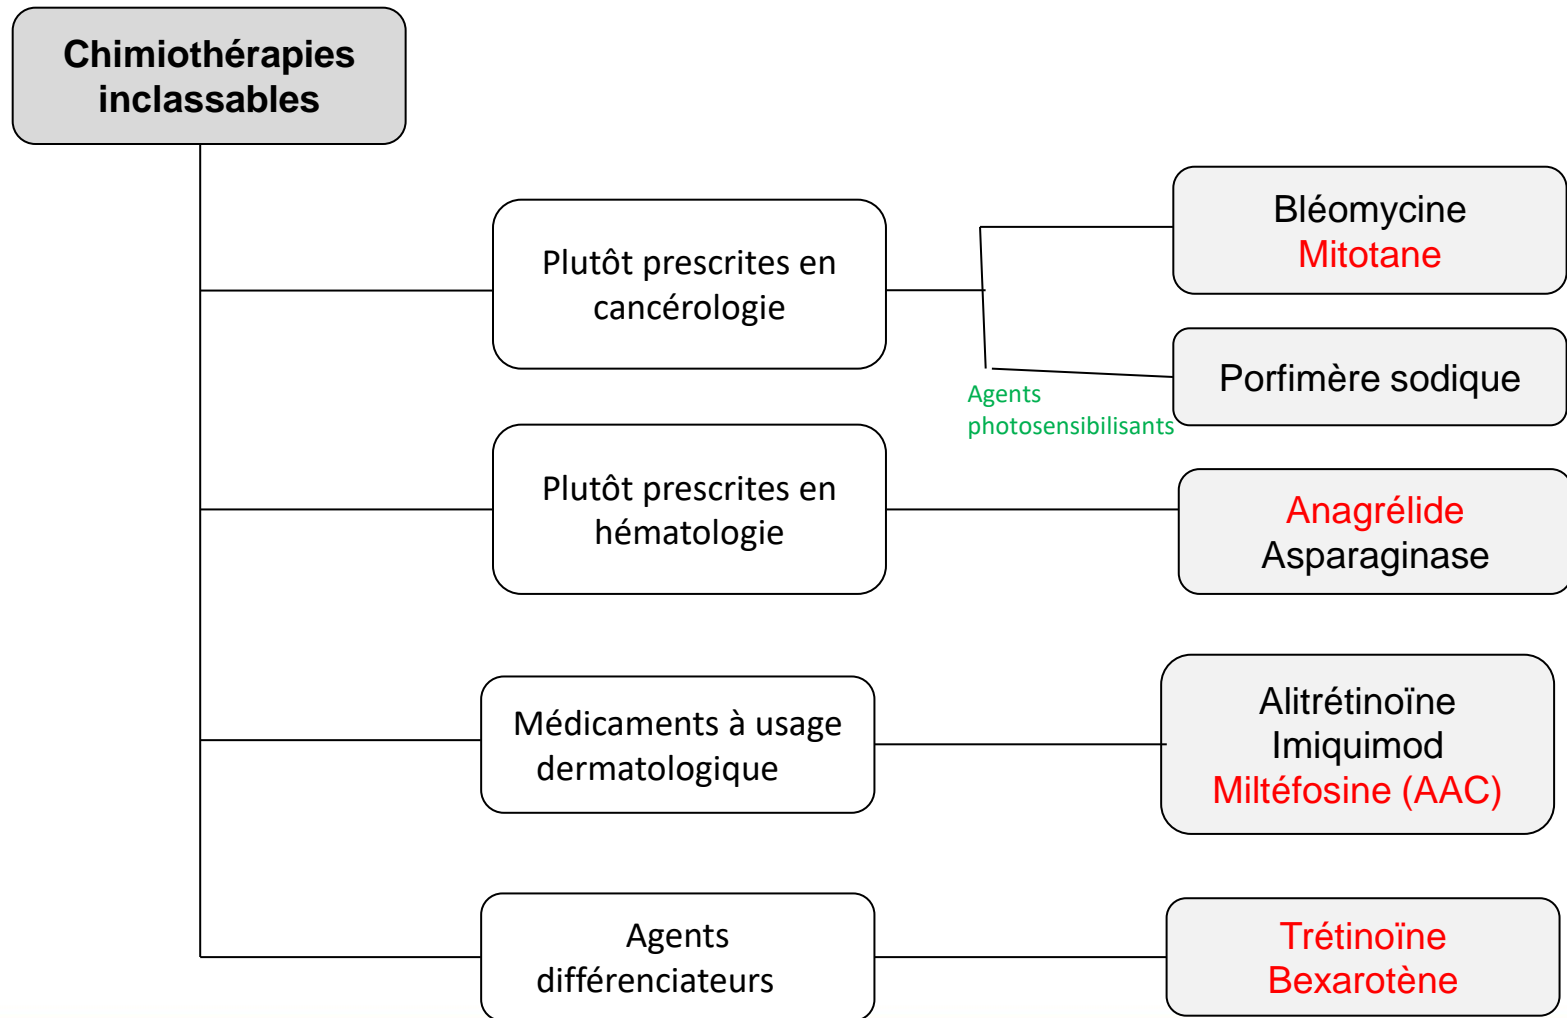 Chimiothérapies
inclassables
Plutôt prescrites en
cancérologie
Bléomycine
Mitotane
Porfimère sodique
Agents
photosensibilisants
Plutôt prescrites en
hématologie
Anagrélide
Asparaginase
Médicaments à usage
dermatologique
Alitrétinoïne
Imiquimod
Miltéfosine (AAC)
Agents
différenciateurs
Trétinoïne
Bexarotène